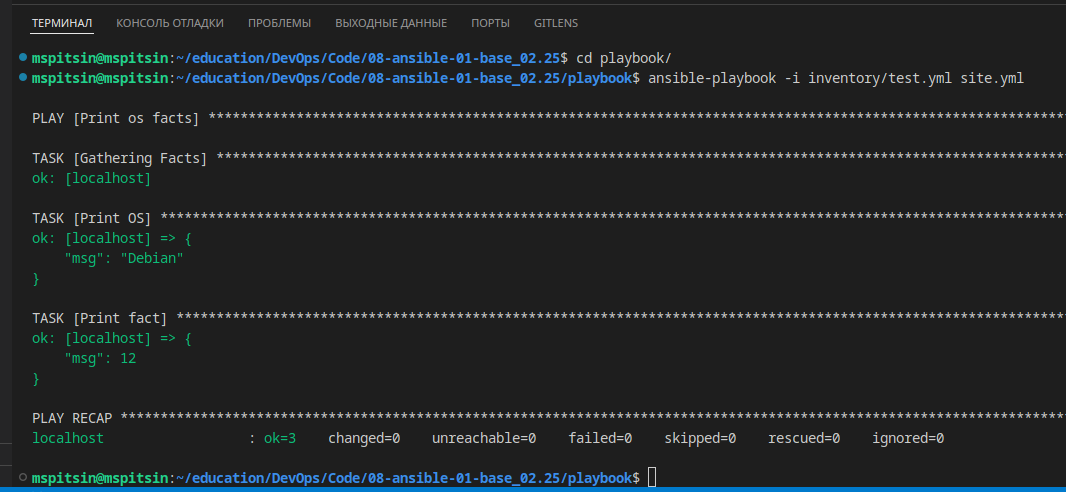 ТЕРМИНАЛ КОНСОЛЬ ОТЛАДКИ ПРОБЛЕМЫ ВЫХОДНЫЕ ДАННЫЕ ПОРТЫ GITLENS
mspitsin@mspitsin:~/education/DevOps/Code/08-ansible-01-base_02.25$ cd playbook/
mspitsin@mspitsin:~/education/DevOps/Code/08-ansible-01-base_02.25/playbook$ ansible-playbook -i inventory/test.yml site.yml
PLAY [Print os facts] **********************************************************************************************************
TASK [Gathering Facts] *********************************************************************************************************
ok: [localhost]
TASK [Print OS] ****************************************************************************************************************
ok: [localhost] => {
    "msg": "Debian"
}
TASK [Print fact] **************************************************************************************************************
ok: [localhost] => {
    "msg": 12
}
PLAY RECAP *********************************************************************************************************************
localhost                  : ok=3    changed=0    unreachable=0    failed=0    skipped=0    rescued=0    ignored=0
mspitsin@mspitsin:~/education/DevOps/Code/08-ansible-01-base_02.25/playbook$